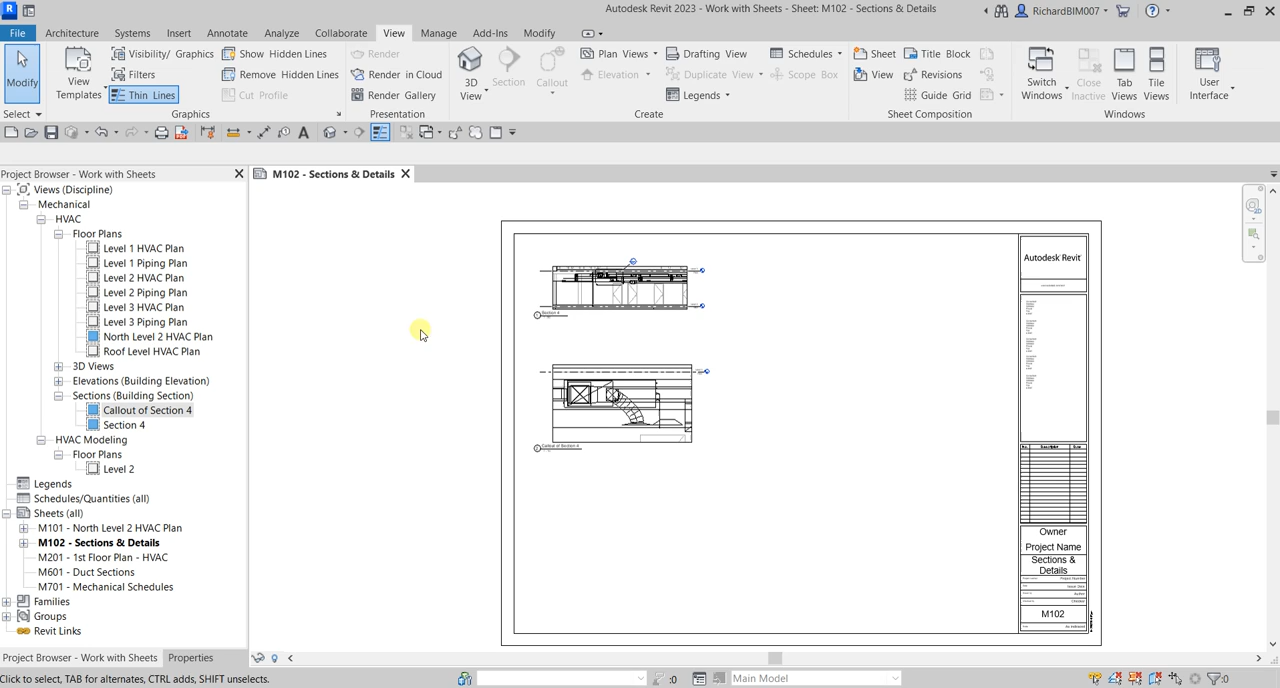 Autodesk Revit 2023 - Work with Sheets - Sheet: M102 - Sections & Details
RichardBIM007
File Architecture Systems Insert Annotate Analyze Collaborate View Manage Add-Ins Modify
Visibility/ Graphics Show Hidden Lines Render Plan Views Drafting View Schedules Sheet Title Block
Filters Remove Hidden Lines Render in Cloud Elevation Duplicate View Scope Box View Revisions
Thin Lines Cut Profile Render Gallery Legends Guide Grid
Modify
View Templates
3D View
Section
Callout
Switch Windows
Close Inactive
Tab Views
Tile Views
User Interface
Select Graphics Presentation Create Sheet Composition Windows
Project Browser - Work with Sheets
M102 - Sections & Details
Views (Discipline)
Mechanical
HVAC
Floor Plans
Level 1 HVAC Plan
Level 1 Piping Plan
Level 2 HVAC Plan
Level 2 Piping Plan
Level 3 HVAC Plan
Level 3 Piping Plan
North Level 2 HVAC Plan
Roof Level HVAC Plan
3D Views
Elevations (Building Elevation)
Sections (Building Section)
Callout of Section 4
Section 4
HVAC Modeling
Floor Plans
Level 2
Legends
Schedules/Quantities (all)
Sheets (all)
M101 - North Level 2 HVAC Plan
M102 - Sections & Details
M201 - 1st Floor Plan - HVAC
M601 - Duct Sections
M701 - Mechanical Schedules
Families
Groups
Revit Links
Section 4
Callout of Section 4
Autodesk Revit
Owner
Project Name
Sections &
Details
M102
Project Browser - Work with Sheets Properties
Click to select, TAB for alternates, CTRL adds, SHIFT unselects.
:0
Main Model
:0